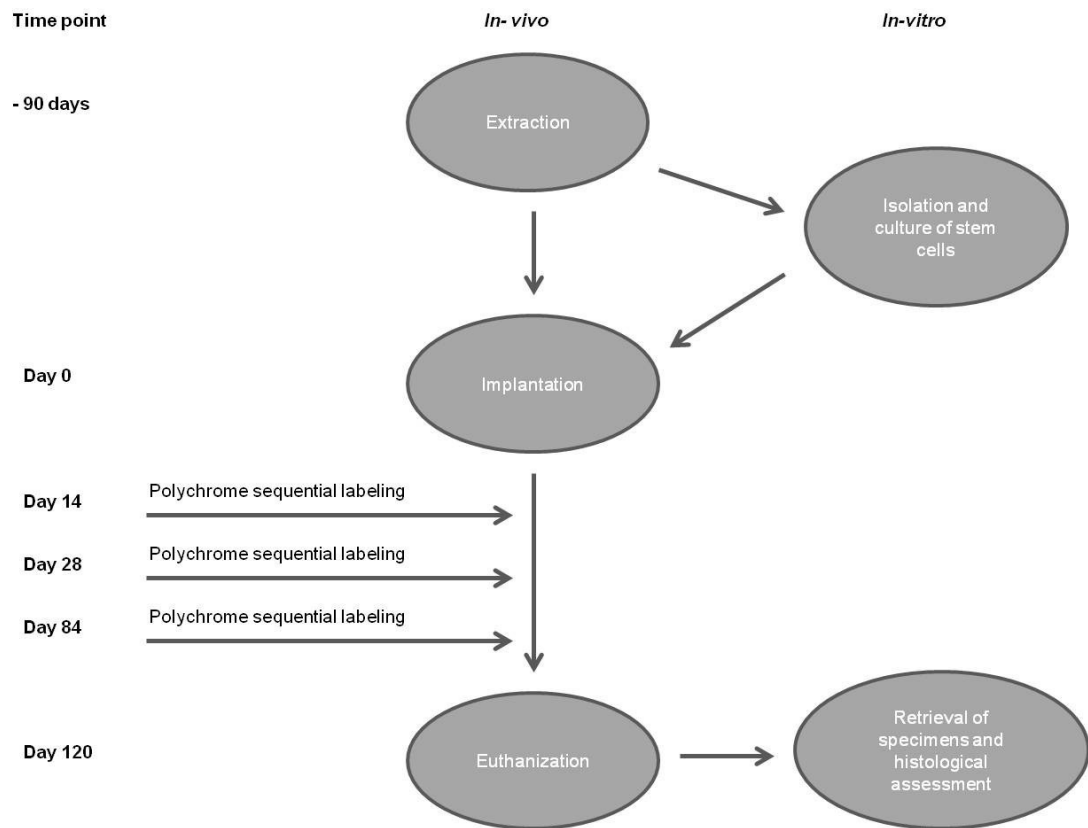 Time point
In- vivo
In-vitro
- 90 days
Extraction
Isolation and
culture of stem
cells
Day 0
Implantation
Day 14
Polychrome sequential labeling
Day 28
Polychrome sequential labeling
Day 84
Polychrome sequential labeling
Day 120
Euthanization
Retrieval of
specimens and
histological
assessment